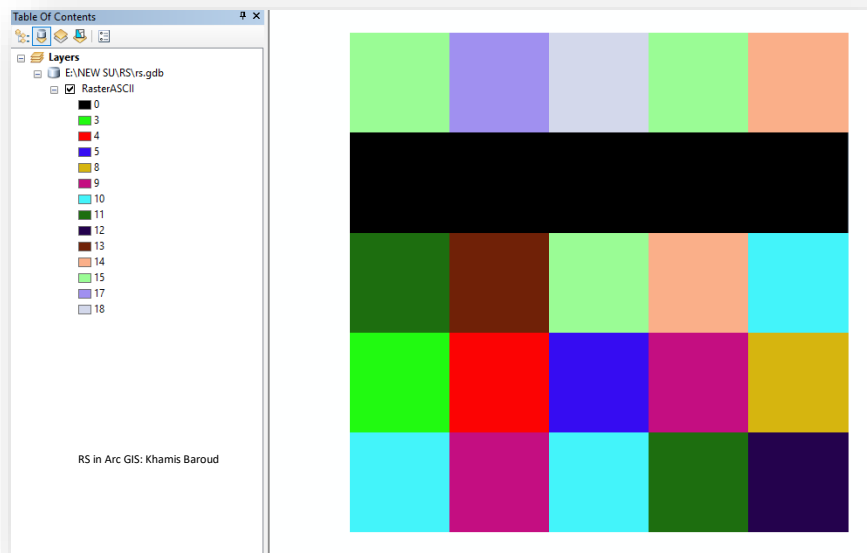 Table Of Contents
Layers
E:\NEW SU\RS\rs.gdb
RasterASCII
0
3
4
5
8
9
10
11
12
13
14
15
17
18
RS in Arc GIS: Khamis Baroud